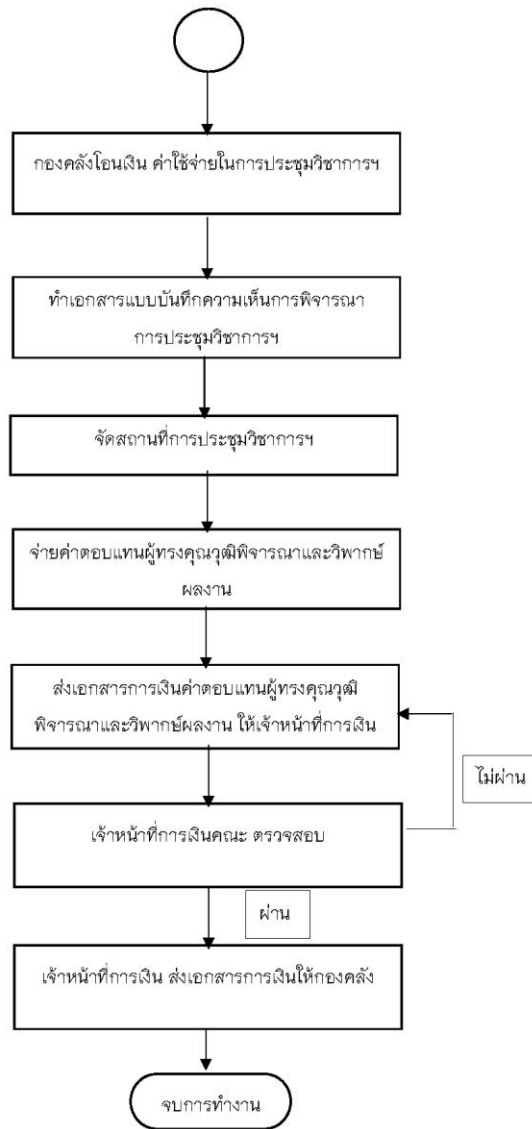 กองคลังโอนเงิน ค่าใช้จ่ายในการประชุมวิชาการฯ
ทำเอกสารแบบบันทึกความเห็นการพิจารณา
การประชุมวิชาการฯ
จัดสถานที่การประชุมวิชาการฯ
จ่ายค่าตอบแทนผู้ทรงคุณวุฒิพิจารณาและวิพากษ์
ผลงาน
ส่งเอกสารการเงินค่าตอบแทนผู้ทรงคุณวุฒิ
พิจารณาและวิพากษ์ผลงาน ให้เจ้าหน้าที่การเงิน
ไม่ผ่าน
เจ้าหน้าที่การเงินคณะ ตรวจสอบ
ผ่าน
เจ้าหน้าที่การเงิน ส่งเอกสารการเงินให้กองคลัง
จบการทำงาน